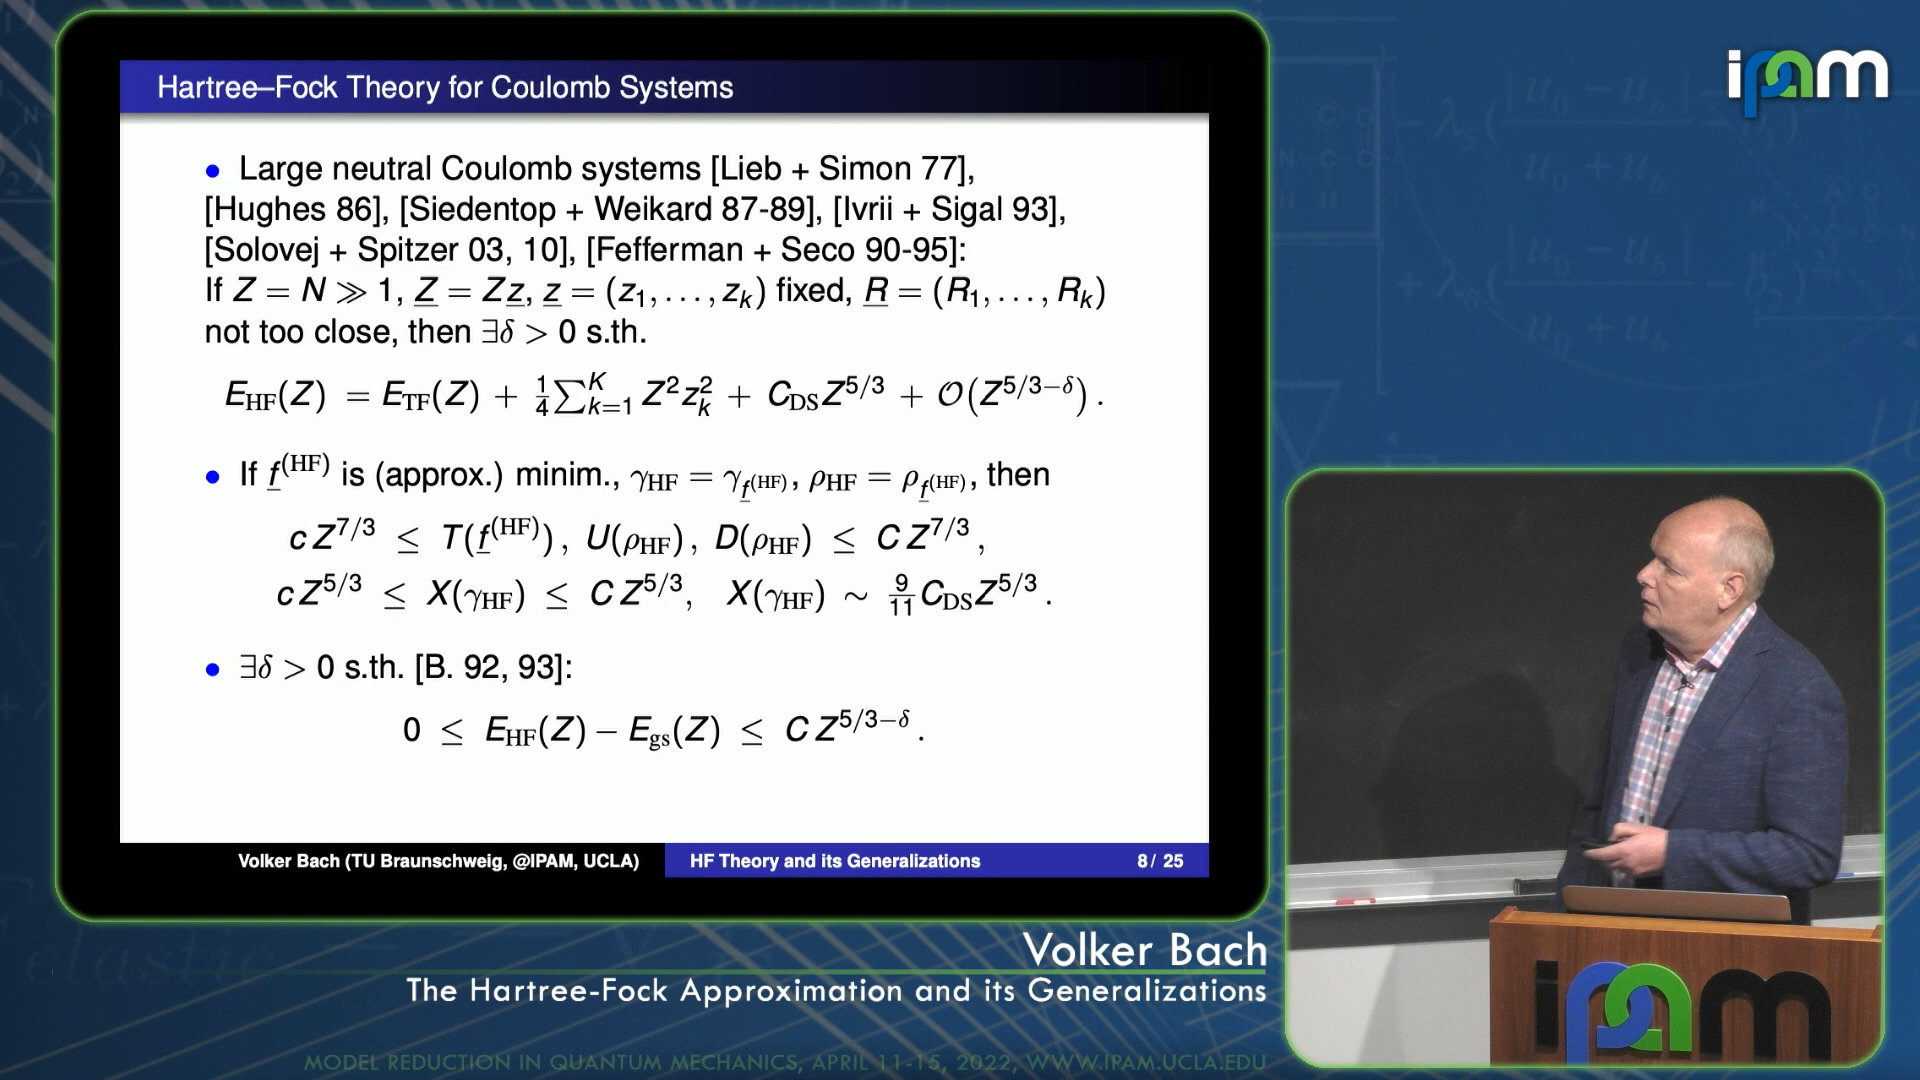 ipam
Hartree–Fock Theory for Coulomb Systems
• Large neutral Coulomb systems [Lieb + Simon 77],
[Hughes 86], [Siedentop + Weikard 87-89], [Ivrii + Sigal 93],
[Solovej + Spitzer 03, 10], [Fefferman + Seco 90-95]:
If Z = N ≫ 1, Z̲ = Zz̲, z̲ = (z₁, . . . , zₖ) fixed, R̲ = (R₁, . . . , Rₖ)
not too close, then ∃δ > 0 s.th.
E_HF(Z) = E_TF(Z) + ¼∑_{k=1}^{K} Z²z_k² + C_DS Z^{5/3} + 𝒪(Z^{5/3−δ}) .
• If f̲^(HF) is (approx.) minim., γ_HF = γ_{f̲^(HF)}, ρ_HF = ρ_{f̲^(HF)}, then
c Z^{7/3} ≤ T(f̲^(HF)), U(ρ_HF), D(ρ_HF) ≤ C Z^{7/3},
c Z^{5/3} ≤ X(γ_HF) ≤ C Z^{5/3}, X(γ_HF) ∼ 9/11 C_DS Z^{5/3} .
• ∃δ > 0 s.th. [B. 92, 93]:
0 ≤ E_HF(Z) − E_gs(Z) ≤ C Z^{5/3−δ} .
Volker Bach (TU Braunschweig, @IPAM, UCLA) HF Theory and its Generalizations 8 / 25
Volker Bach
The Hartree-Fock Approximation and its Generalizations
MODEL REDUCTION IN QUANTUM MECHANICS, APRIL 11-15, 2022, WWW.IPAM.UCLA.EDU
ipam